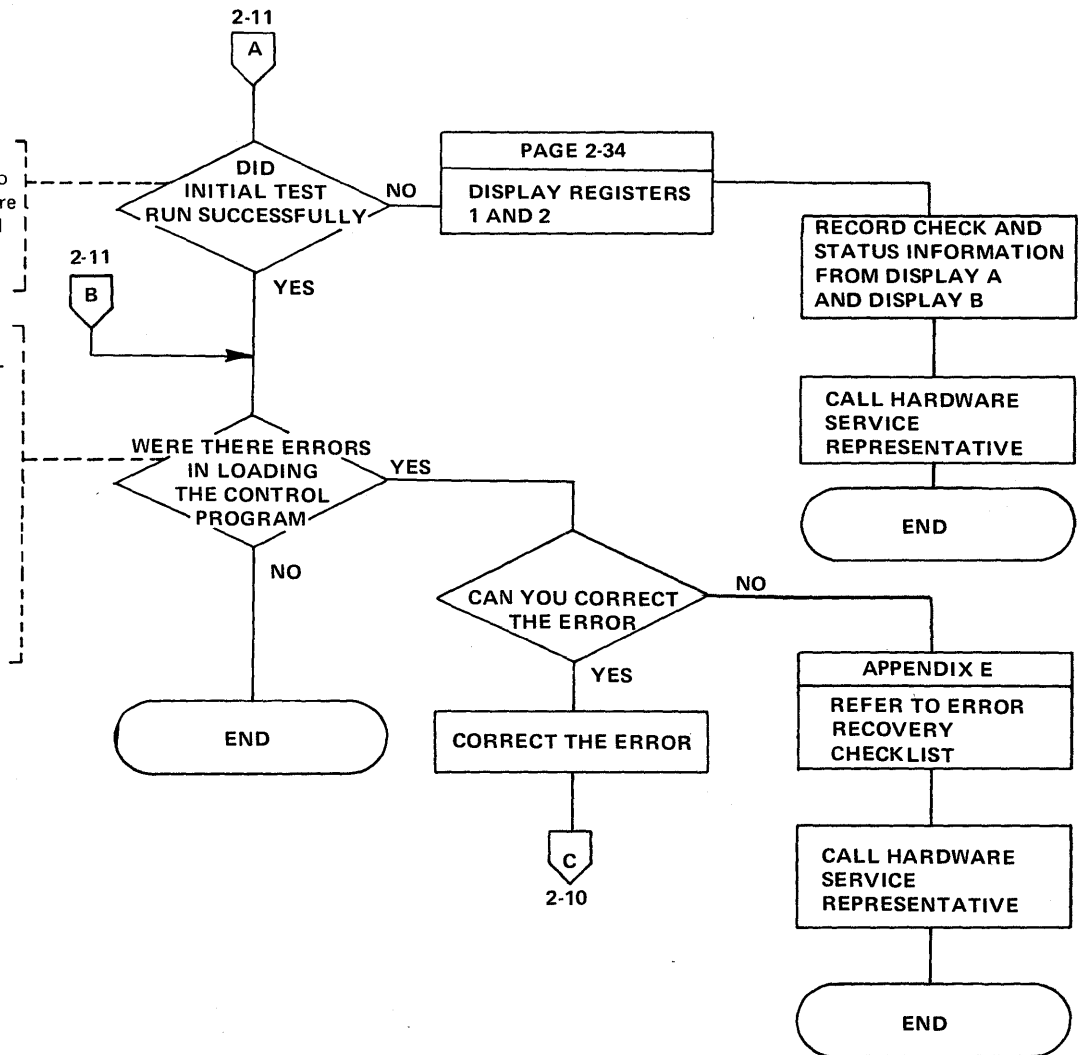 2-11
A
DID
INITIAL TEST
RUN SUCCESSFULLY
NO
PAGE 2-34
DISPLAY REGISTERS
1 AND 2
RECORD CHECK AND
STATUS INFORMATION
FROM DISPLAY A
AND DISPLAY B
CALL HARDWARE
SERVICE
REPRESENTATIVE
END
YES
2-11
B
WERE THERE ERRORS
IN LOADING
THE CONTROL
PROGRAM
YES
NO
END
CAN YOU CORRECT
THE ERROR
NO
YES
CORRECT THE ERROR
C
2-10
APPENDIX E
REFER TO ERROR
RECOVERY
CHECKLIST
CALL HARDWARE
SERVICE
REPRESENTATIVE
END